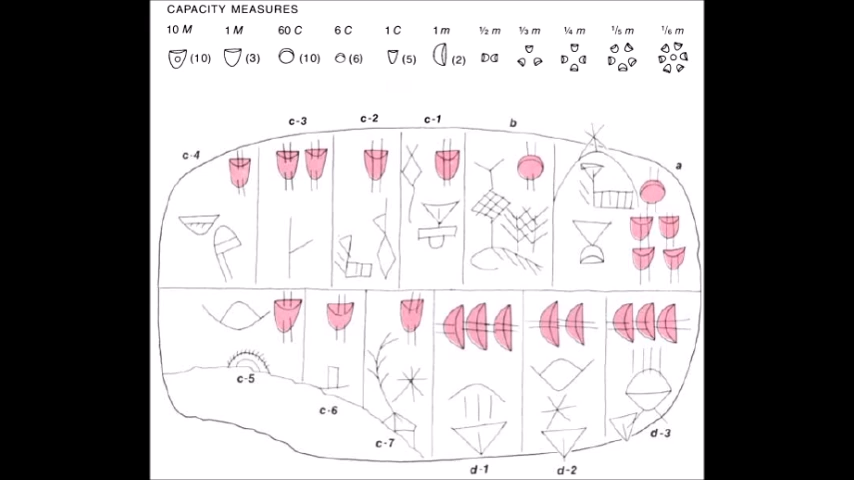 CAPACITY MEASURES
10 M 1 M 60 C 6 C 1 C 1 m ½ m ⅓ m ¼ m ⅕ m ⅙ m
(10) (3) (10) (6) (5) (2)
c-4 c-3 c-2 c-1 b a
c-5 c-6 c-7 d-1 d-2 d-3